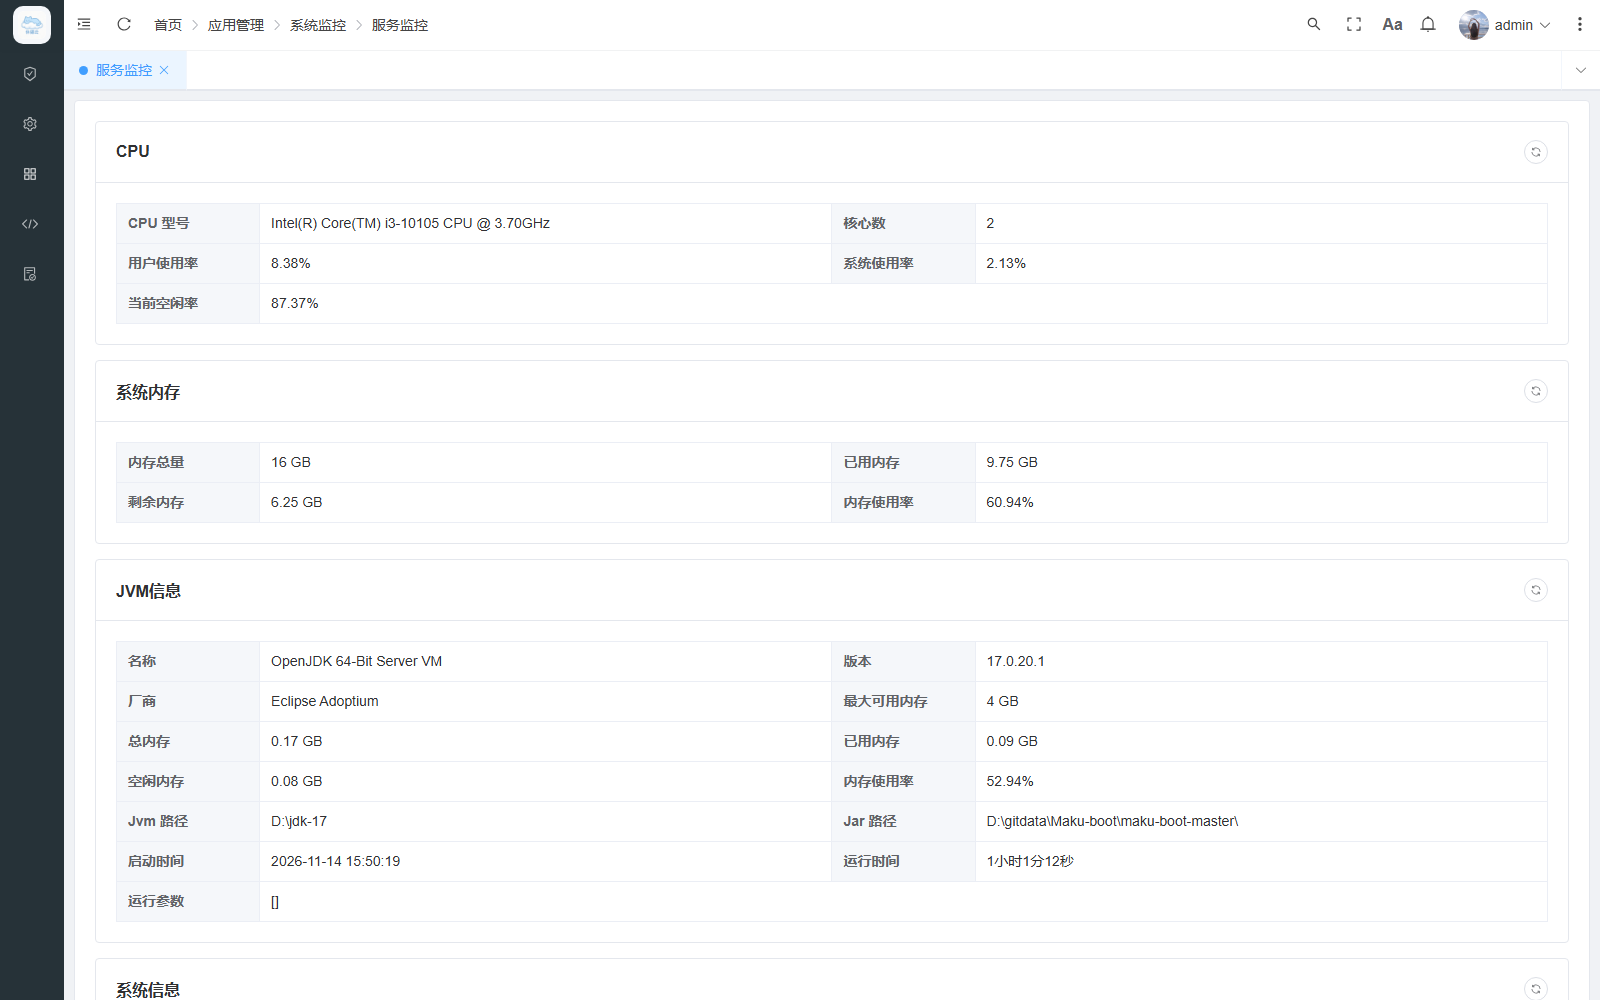 首页 应用管理 系统监控 服务监控 Aa admin
服务监控
CPU
CPU 型号 Intel(R) Core(TM) i3-10105 CPU @ 3.70GHz 核心数 2
用户使用率 8.38% 系统使用率 2.13%
当前空闲率 87.37%
系统内存
内存总量 16 GB 已用内存 9.75 GB
剩余内存 6.25 GB 内存使用率 60.94%
JVM信息
名称 OpenJDK 64-Bit Server VM 版本 17.0.20.1
厂商 Eclipse Adoptium 最大可用内存 4 GB
总内存 0.17 GB 已用内存 0.09 GB
空闲内存 0.08 GB 内存使用率 52.94%
Jvm 路径 D:\jdk-17 Jar 路径 D:\gitdata\Maku-boot\maku-boot-master\
启动时间 2026-11-14 15:50:19 运行时间 1小时1分12秒
运行参数 []
系统信息